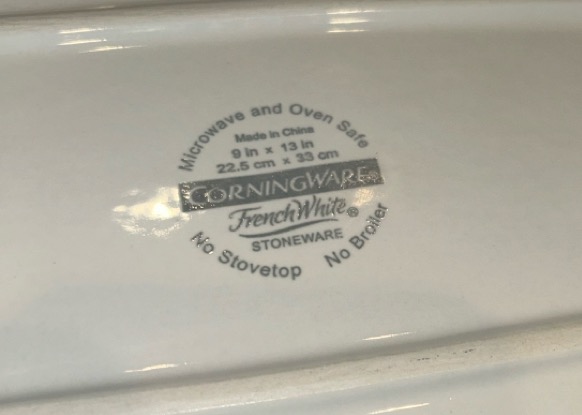 Microwave and Oven Safe
Made in China
9 in x 13 in
22.5 cm x 33 cm
CORNINGWARE®
French White®
STONEWARE
No Stovetop No Broiler